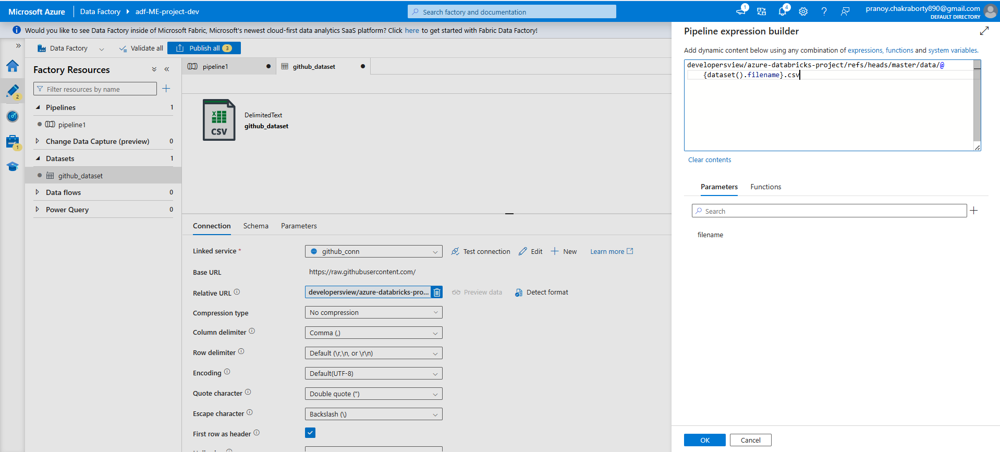 Microsoft Azure
Data Factory
adf-ME-project-dev
Search factory and documentation
1
4
pranoy.chakraborty890@gmail.com
DEFAULT DIRECTORY
Would you like to see Data Factory inside of Microsoft Fabric, Microsoft's newest cloud-first data analytics SaaS platform? Click here to get started with Fabric Data Factory!
» 
Data Factory
Validate all
Publish all 3
2
1
Factory Resources
Filter resources by name
Pipelines 1
pipeline1
Change Data Capture (preview) 0
Datasets 1
github_dataset
Data flows 0
Power Query 0
pipeline1
github_dataset
CSV
DelimitedText
github_dataset
Connection
Schema
Parameters
Linked service *
github_conn
Test connection
Edit
New
Learn more
Base URL
https://raw.githubusercontent.com/
Relative URL
developersview/azure-databricks-pro...
Preview data
Detect format
Compression type
No compression
Column delimiter
Comma (,)
Row delimiter
Default (\r,\n, or \r\n)
Encoding
Default(UTF-8)
Quote character
Double quote (")
Escape character
Backslash (\)
First row as header
Pipeline expression builder
Add dynamic content below using any combination of expressions, functions and system variables.
developersview/azure-databricks-project/refs/heads/master/data/@
{dataset().filename}.csv
Clear contents
Parameters
Functions
Search
filename
OK
Cancel